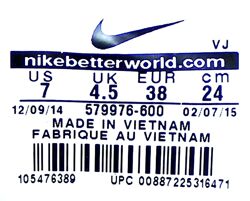 VJ
nikebetterworld.com
US UK EUR cm
7 4.5 38 24
12/09/14 579976-600 02/07/15
MADE IN VIETNAM
FABRIQUE AU VIETNAM
105476389 UPC 00887225316471